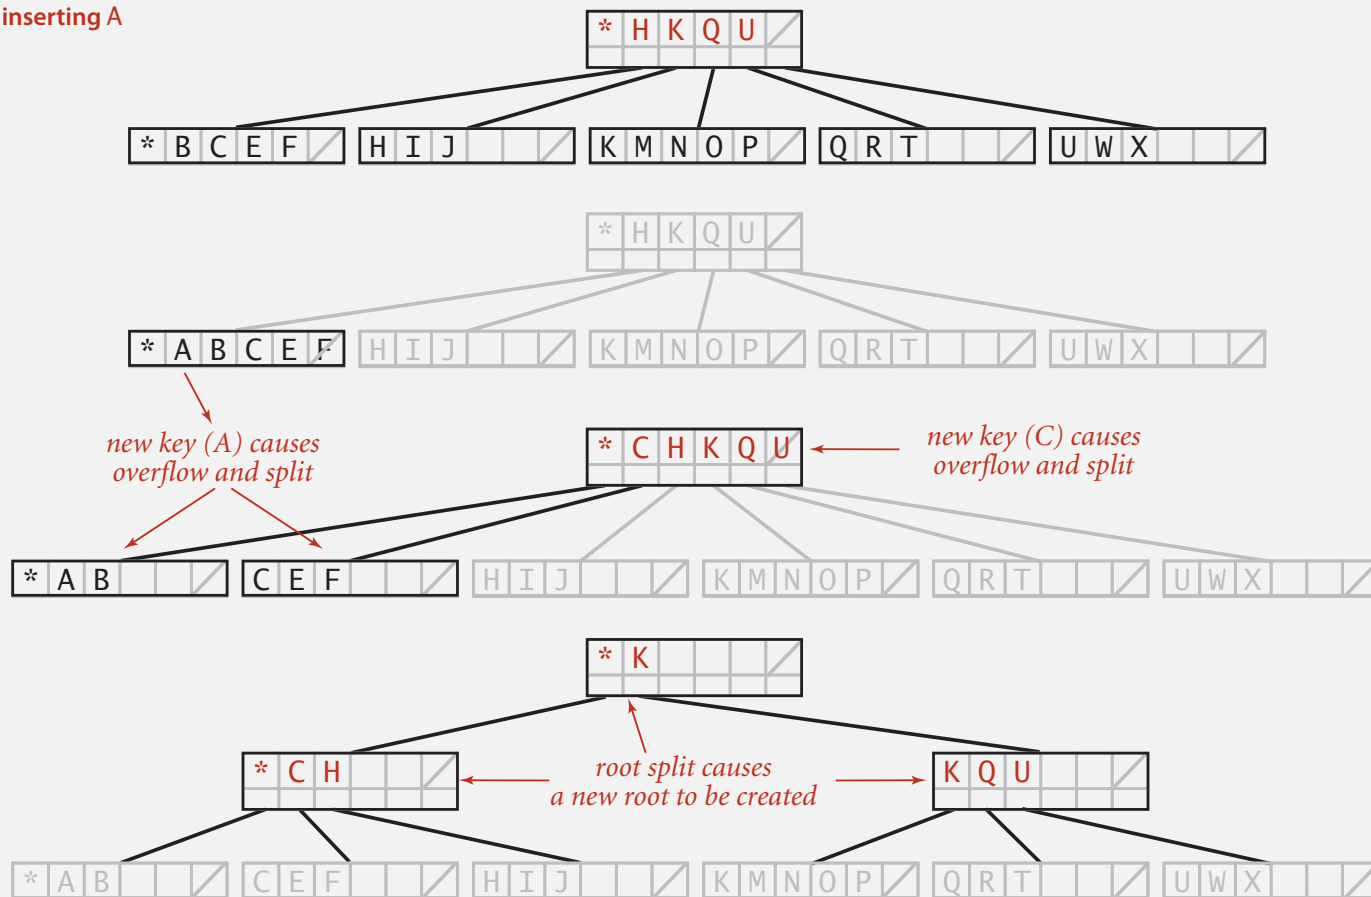 inserting A
* H K Q U
* B C E F
H I J
K M N O P
Q R T
U W X
* H K Q U
* A B C E F
H I J
K M N O P
Q R T
U W X
new key (A) causes
overflow and split
* C H K Q U
new key (C) causes
overflow and split
* A B
C E F
H I J
K M N O P
Q R T
U W X
* K
* C H
root split causes
a new root to be created
K Q U
* A B
C E F
H I J
K M N O P
Q R T
U W X